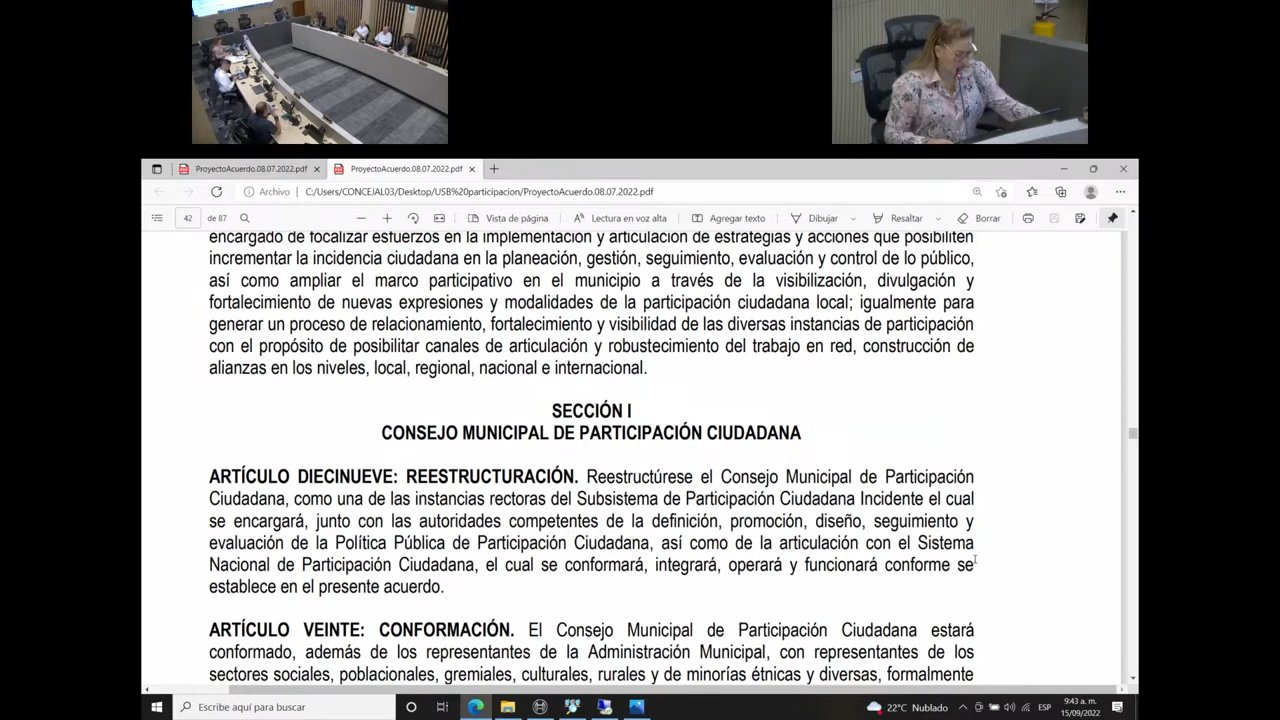 ProyectoAcuerdo.08.07.2022.pdf
ProyectoAcuerdo.08.07.2022.pdf
Archivo
C:/Users/CONCEJAL03/Desktop/USB%20participacion/ProyectoAcuerdo.08.07.2022.pdf
42 de 87
Vista de página
Lectura en voz alta
Agregar texto
Dibujar
Resaltar
Borrar
encargado de focalizar esfuerzos en la implementación y articulación de estrategias y acciones que posibiliten
incrementar la incidencia ciudadana en la planeación, gestión, seguimiento, evaluación y control de lo público,
así como ampliar el marco participativo en el municipio a través de la visibilización, divulgación y
fortalecimiento de nuevas expresiones y modalidades de la participación ciudadana local; igualmente para
generar un proceso de relacionamiento, fortalecimiento y visibilidad de las diversas instancias de participación
con el propósito de posibilitar canales de articulación y robustecimiento del trabajo en red, construcción de
alianzas en los niveles, local, regional, nacional e internacional.
SECCIÓN I
CONSEJO MUNICIPAL DE PARTICIPACIÓN CIUDADANA
ARTÍCULO DIECINUEVE: REESTRUCTURACIÓN. Reestructúrese el Consejo Municipal de Participación
Ciudadana, como una de las instancias rectoras del Subsistema de Participación Ciudadana Incidente el cual
se encargará, junto con las autoridades competentes de la definición, promoción, diseño, seguimiento y
evaluación de la Política Pública de Participación Ciudadana, así como de la articulación con el Sistema
Nacional de Participación Ciudadana, el cual se conformará, integrará, operará y funcionará conforme se
establece en el presente acuerdo.
ARTÍCULO VEINTE: CONFORMACIÓN. El Consejo Municipal de Participación Ciudadana estará
conformado, además de los representantes de la Administración Municipal, con representantes de los
sectores sociales, poblacionales, gremiales, culturales, rurales y de minorías étnicas y diversas, formalmente
Escribe aquí para buscar
22°C Nublado
ESP
9:43 a. m.
15/09/2022